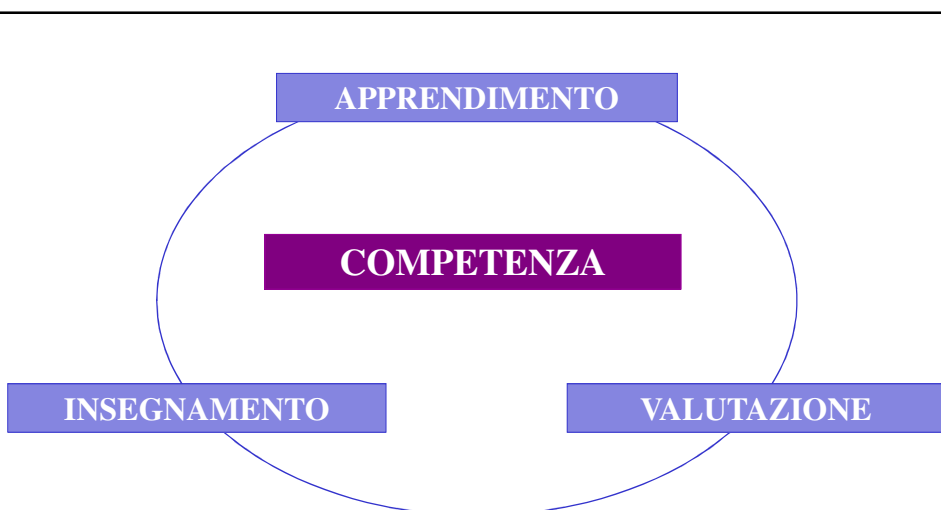 APPRENDIMENTO
COMPETENZA
INSEGNAMENTO
VALUTAZIONE